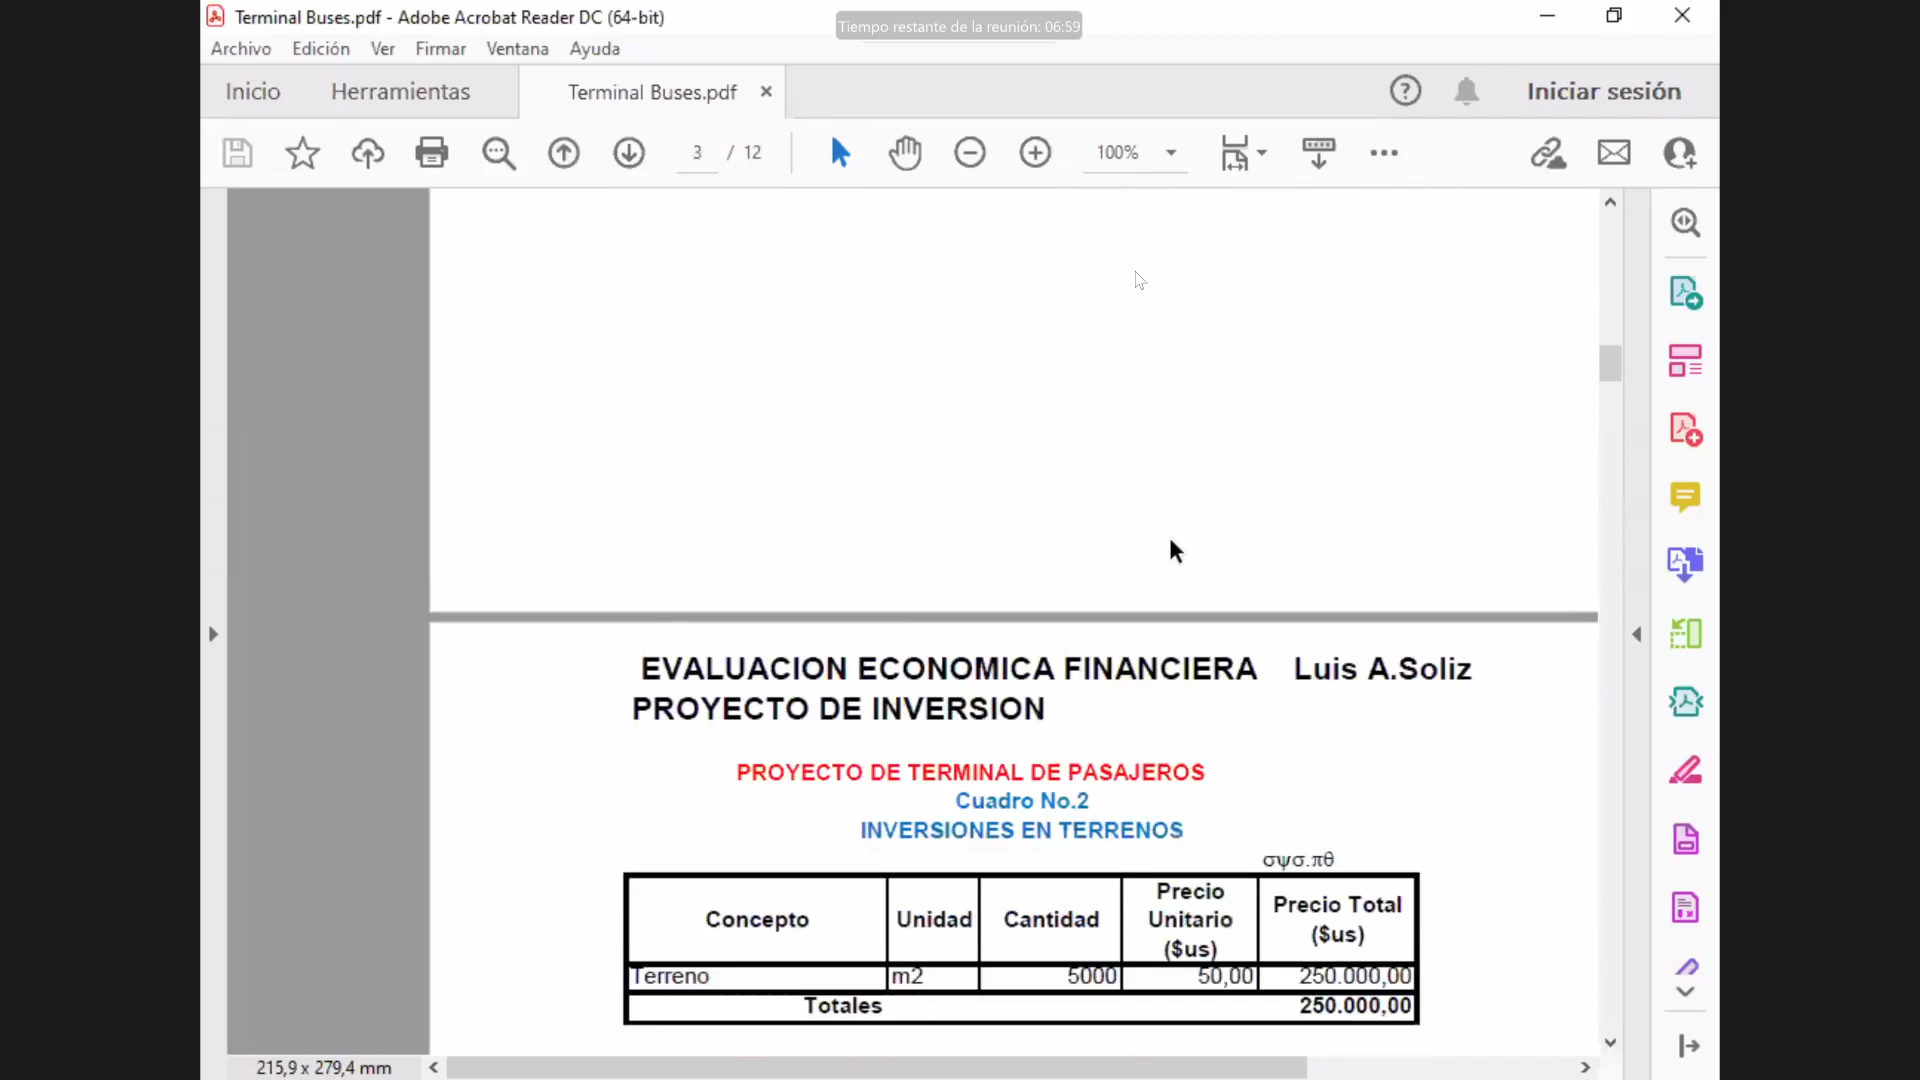 Terminal Buses.pdf - Adobe Acrobat Reader DC (64-bit)
Tiempo restante de la reunión: 06:59
Archivo Edición Ver Firmar Ventana Ayuda
Inicio Herramientas Terminal Buses.pdf Iniciar sesión
3 / 12 100%
EVALUACION ECONOMICA FINANCIERA Luis A.Soliz
PROYECTO DE INVERSION
PROYECTO DE TERMINAL DE PASAJEROS
Cuadro No.2
INVERSIONES EN TERRENOS
σψσ.πθ
Concepto Unidad Cantidad Precio Unitario ($us) Precio Total ($us)
Terreno m2 5000 50,00 250.000,00
Totales 250.000,00
215,9 x 279,4 mm